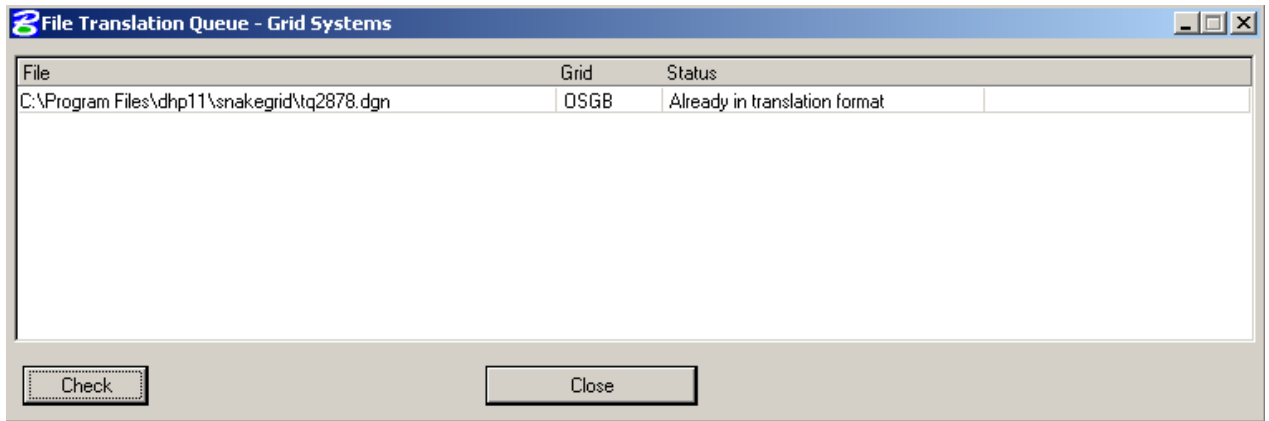 File Translation Queue - Grid Systems
File Grid Status
C:\Program Files\dhp11\snakegrid\tq2878.dgn OSGB Already in translation format
Check Close